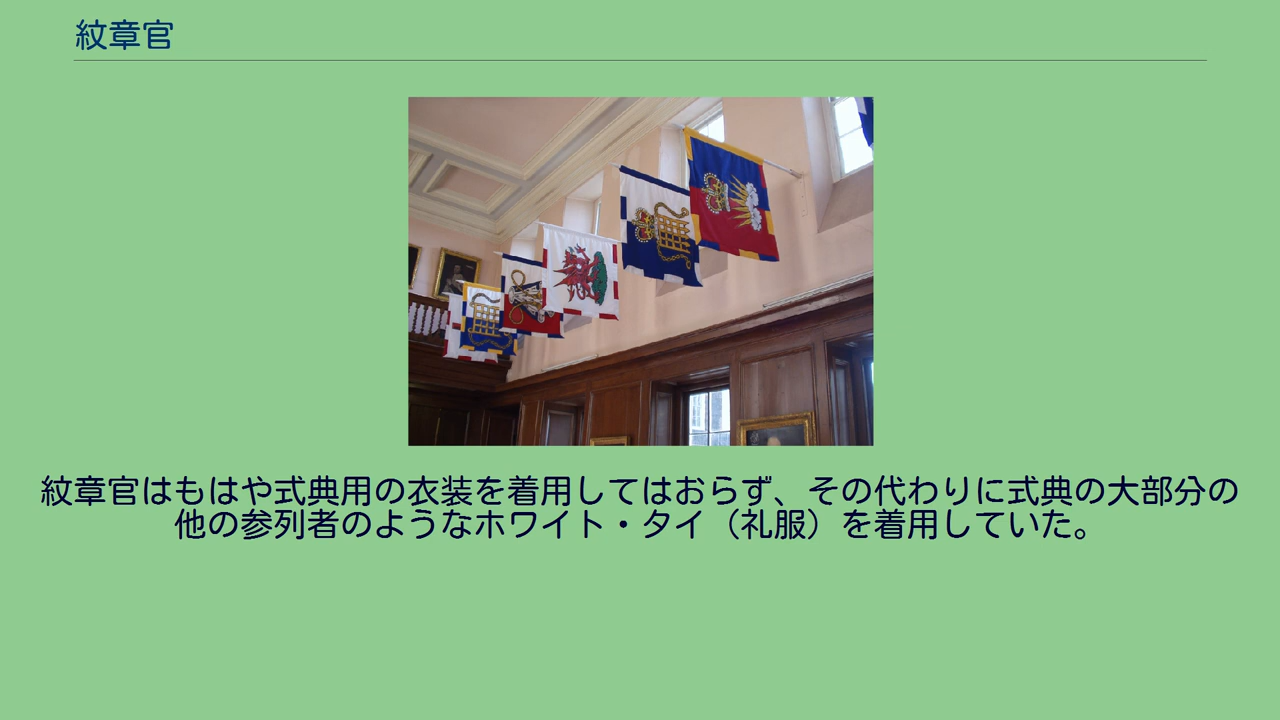 紋章官
紋章官はもはや式典用の衣装を着用してはおらず、その代わりに式典の大部分の
他の参列者のようなホワイト・タイ（礼服）を着用していた。